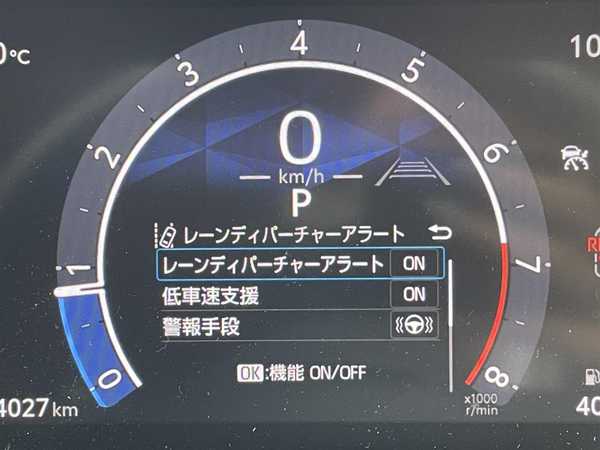 0℃
10
0 1 2 3 4 5 6 7 8
0
km/h
P
レーンディパーチャーアラート
レーンディパーチャーアラート ON
低車速支援 ON
警報手段
OK:機能 ON/OFF
x1000
r/min
4027 km
40